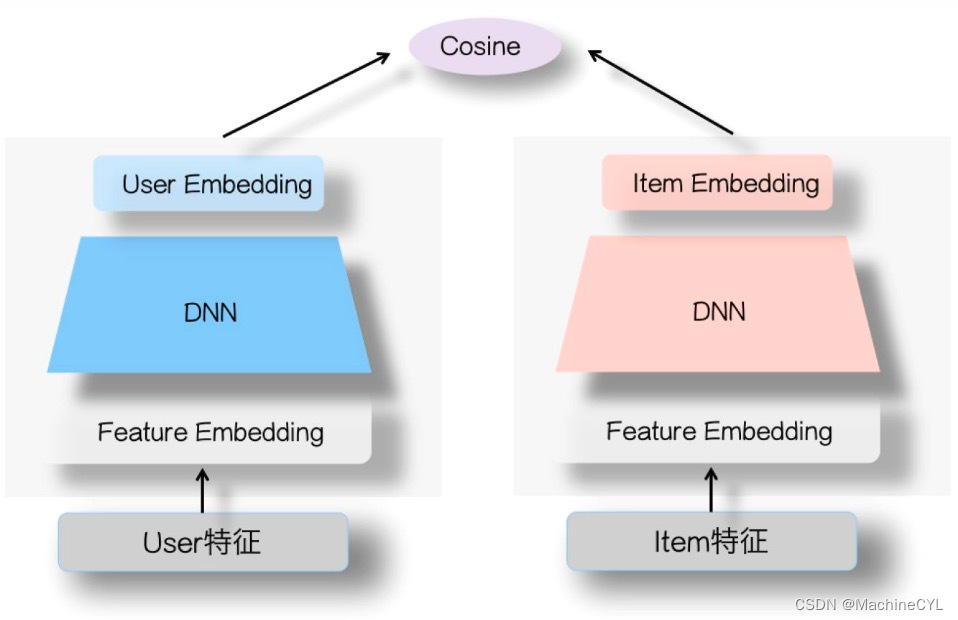 Cosine
User Embedding
Item Embedding
DNN
DNN
Feature Embedding
Feature Embedding
User特征
Item特征
CSDN @MachineCYL